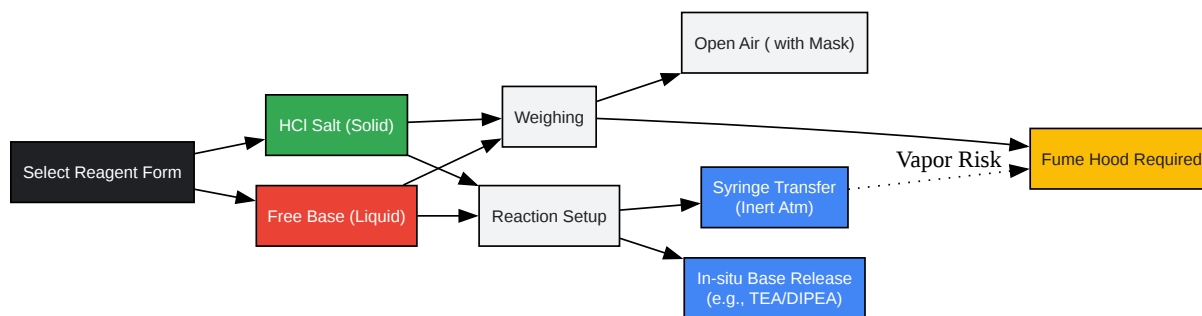 Select Reagent Form
HCl Salt (Solid)
Free Base (Liquid)
Weighing
Reaction Setup
Open Air ( with Mask)
Syringe Transfer
(Inert Atm)
In-situ Base Release
(e.g., TEA/DIPEA)
Vapor Risk
Fume Hood Required